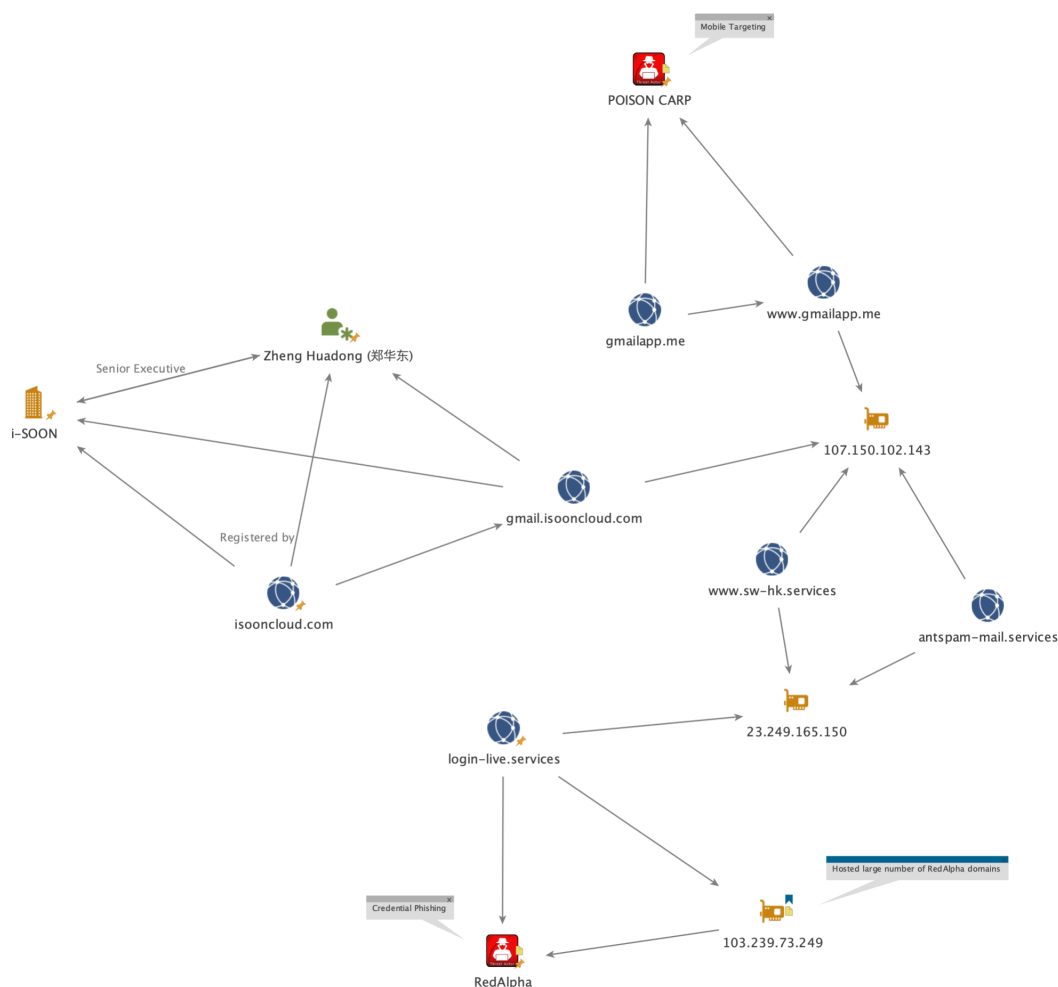 Mobile Targeting
POISON CARP
www.gmailapp.me
gmailapp.me
Zheng Huadong (郑华东)
Senior Executive
i-SOON
107.150.102.143
gmail.isooncloud.com
Registered by
www.sw-hk.services
isooncloud.com
antspam-mail.services
23.249.165.150
login-live.services
Hosted large number of RedAlpha domains
Credential Phishing
103.239.73.249
RedAlpha